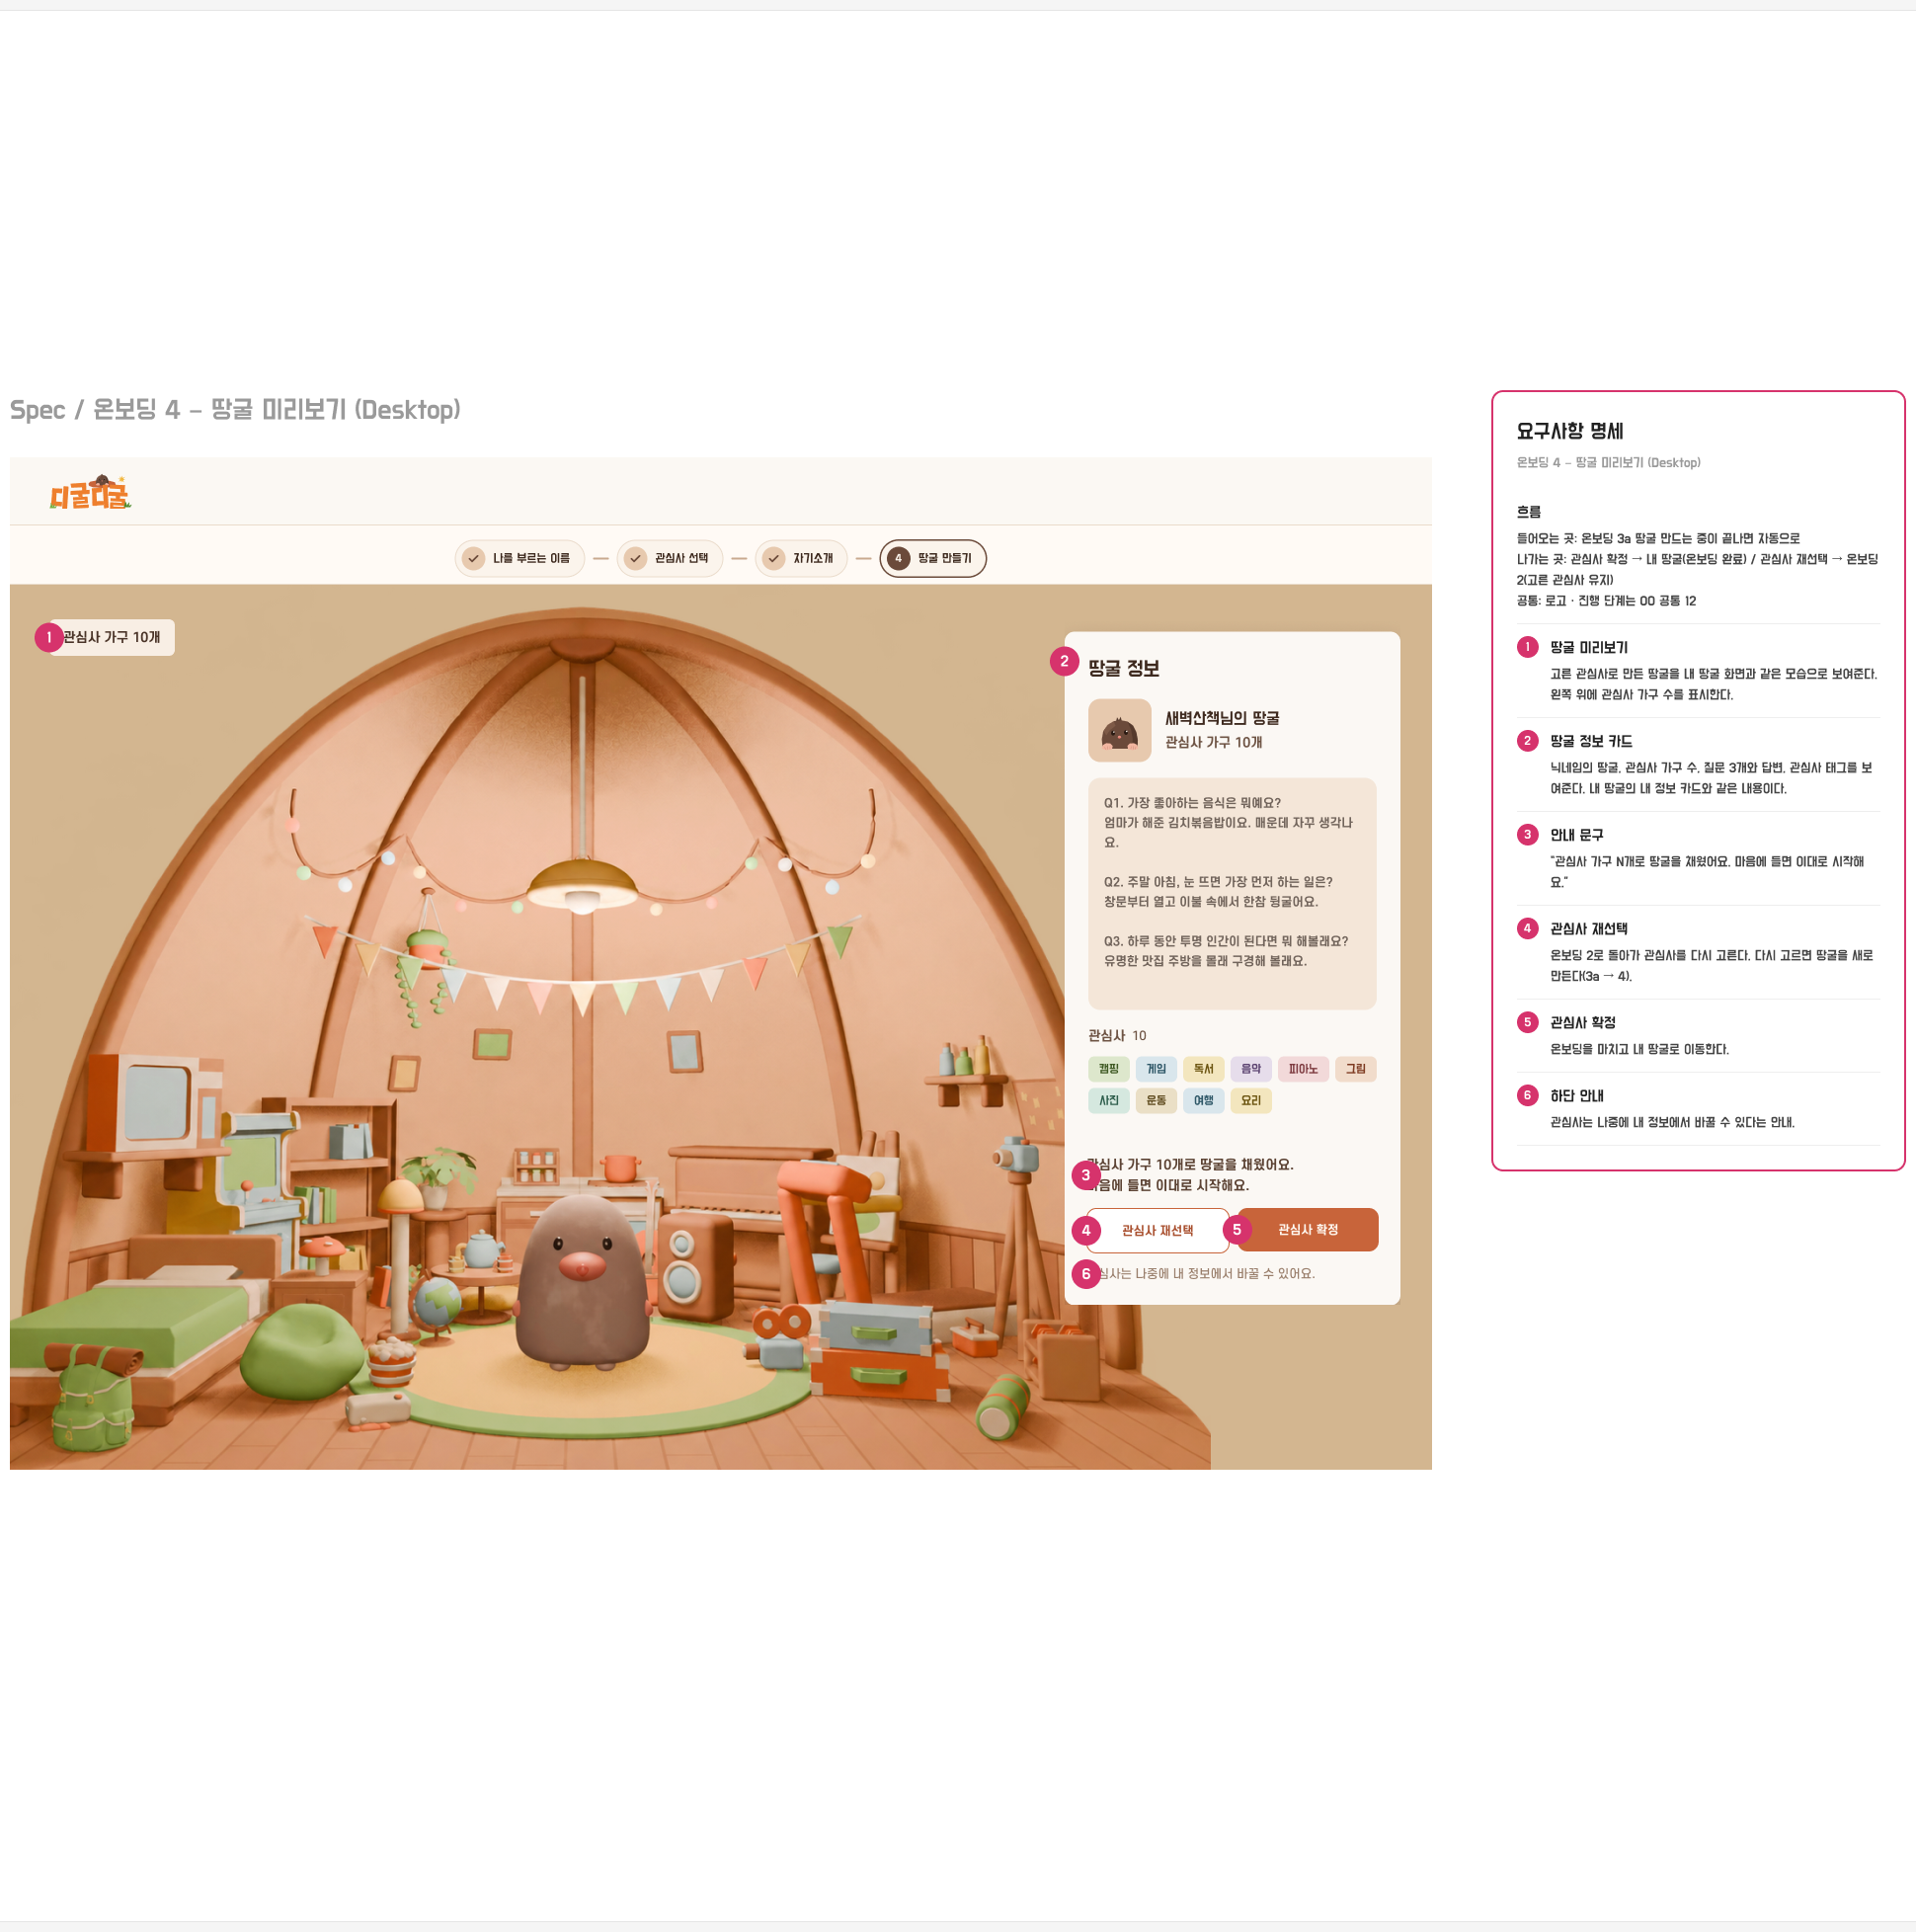 Spec / 온보딩 4 – 땅굴 미리보기 (Desktop)
디굴디굴
나를 부르는 이름
관심사 선택
자기소개
4 땅굴 만들기
1 관심사 가구 10개
2 땅굴 정보
새벽산책님의 땅굴
관심사 가구 10개
Q1. 가장 좋아하는 음식은 뭐예요?
엄마가 해준 김치볶음밥이요. 매운데 자꾸 생각나
요.
Q2. 주말 아침, 눈 뜨면 가장 먼저 하는 일은?
창문부터 열고 이불 속에서 한참 뒹굴어요.
Q3. 하루 동안 투명 인간이 된다면 뭐 해볼래요?
유명한 맛집 주방을 몰래 구경해 볼래요.
관심사 10
캠핑 게임 독서 음악 피아노 그림
사진 운동 여행 요리
관심사 가구 10개로 땅굴을 채웠어요.
3 마음에 들면 이대로 시작해요.
4 관심사 재선택 5 관심사 확정
6 심사는 나중에 내 정보에서 바꿀 수 있어요.
요구사항 명세
온보딩 4 – 땅굴 미리보기 (Desktop)
흐름
들어오는 곳: 온보딩 3a 땅굴 만드는 중이 끝나면 자동으로
나가는 곳: 관심사 확정 → 내 땅굴(온보딩 완료) / 관심사 재선택 → 온보딩
2(고른 관심사 유지)
공통: 로고 · 진행 단계는 00 공통 12
1 땅굴 미리보기
고른 관심사로 만든 땅굴을 내 땅굴 화면과 같은 모습으로 보여준다.
왼쪽 위에 관심사 가구 수를 표시한다.
2 땅굴 정보 카드
닉네임의 땅굴, 관심사 가구 수, 질문 3개와 답변, 관심사 태그를 보
여준다. 내 땅굴의 내 정보 카드와 같은 내용이다.
3 안내 문구
"관심사 가구 N개로 땅굴을 채웠어요. 마음에 들면 이대로 시작해
요."
4 관심사 재선택
온보딩 2로 돌아가 관심사를 다시 고른다. 다시 고르면 땅굴을 새로
만든다(3a → 4).
5 관심사 확정
온보딩을 마치고 내 땅굴로 이동한다.
6 하단 안내
관심사는 나중에 내 정보에서 바꿀 수 있다는 안내.